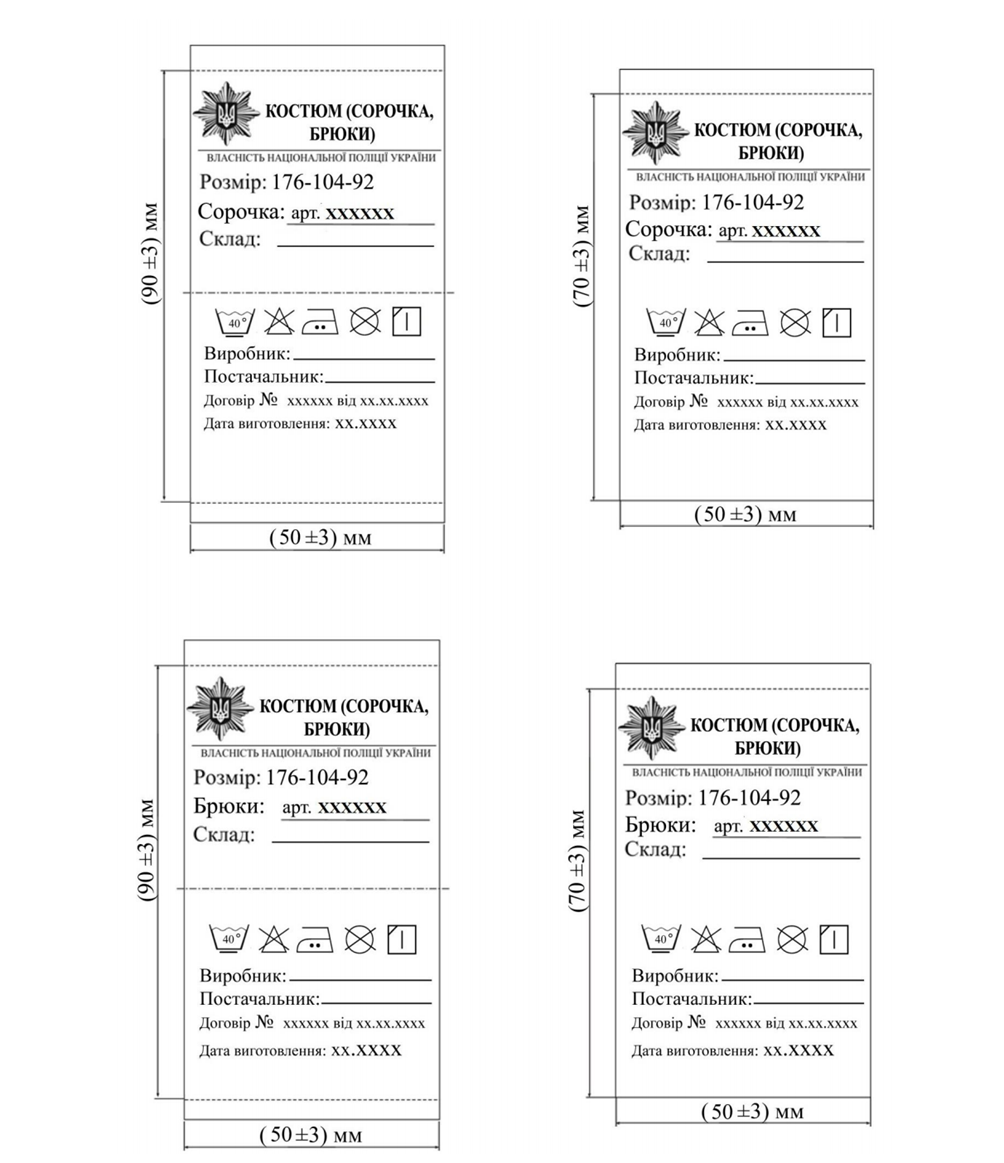 КОСТЮМ (СОРОЧКА,
БРЮКИ)
ВЛАСНІСТЬ НАЦІОНАЛЬНОЇ ПОЛІЦІЇ УКРАЇНИ
Розмір: 176-104-92
Сорочка: арт. xxxxxx
Склад:
40°
Виробник:
Постачальник:
Договір № xxxxxx від xx.xx.xxxx
Дата виготовлення: xx.xxxx
(90 ±3) мм
(50 ±3) мм
КОСТЮМ (СОРОЧКА,
БРЮКИ)
ВЛАСНІСТЬ НАЦІОНАЛЬНОЇ ПОЛІЦІЇ УКРАЇНИ
Розмір: 176-104-92
Сорочка: арт. xxxxxx
Склад:
40°
Виробник:
Постачальник:
Договір № xxxxxx від xx.xx.xxxx
Дата виготовлення: xx.xxxx
(70 ±3) мм
(50 ±3) мм
КОСТЮМ (СОРОЧКА,
БРЮКИ)
ВЛАСНІСТЬ НАЦІОНАЛЬНОЇ ПОЛІЦІЇ УКРАЇНИ
Розмір: 176-104-92
Брюки: арт. xxxxxx
Склад:
40°
Виробник:
Постачальник:
Договір № xxxxxx від xx.xx.xxxx
Дата виготовлення: xx.xxxx
(90 ±3) мм
(50 ±3) мм
КОСТЮМ (СОРОЧКА,
БРЮКИ)
ВЛАСНІСТЬ НАЦІОНАЛЬНОЇ ПОЛІЦІЇ УКРАЇНИ
Розмір: 176-104-92
Брюки: арт. xxxxxx
Склад:
40°
Виробник:
Постачальник:
Договір № xxxxxx від xx.xx.xxxx
Дата виготовлення: xx.xxxx
(70 ±3) мм
(50 ±3) мм